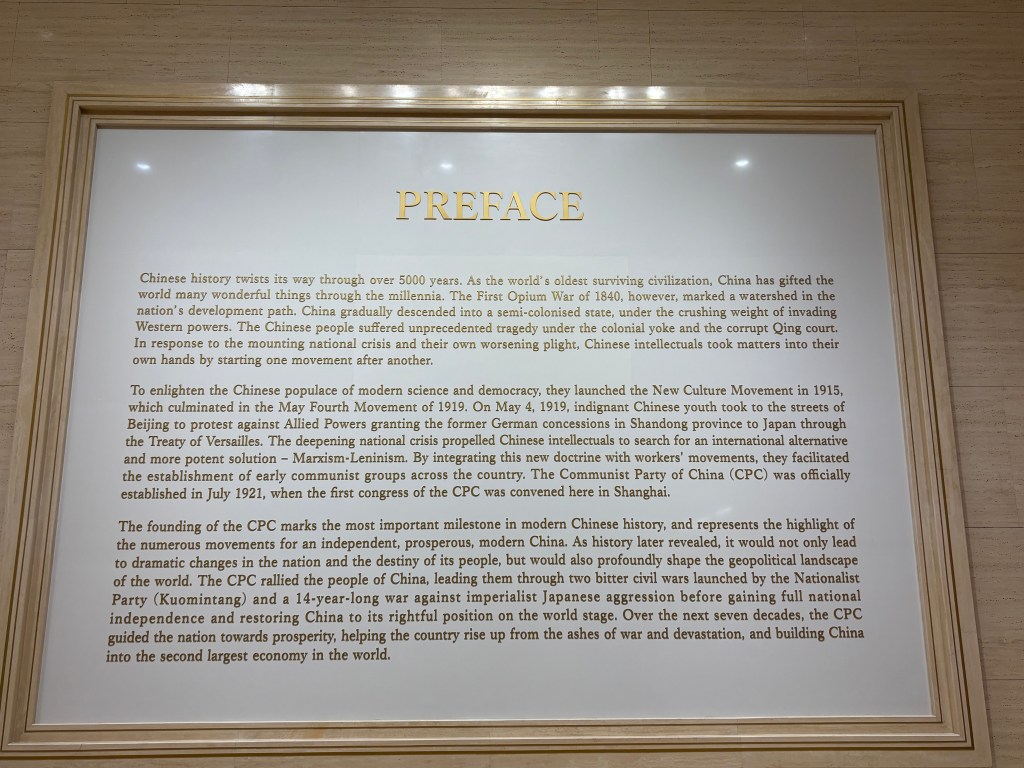 PREFACE
Chinese history twists its way through over 5000 years. As the world's oldest surviving civilization, China has gifted the
world many wonderful things through the millennia. The First Opium War of 1840, however, marked a watershed in the
nation's development path. China gradually descended into a semi-colonised state, under the crushing weight of invading
Western powers. The Chinese people suffered unprecedented tragedy under the colonial yoke and the corrupt Qing court.
In response to the mounting national crisis and their own worsening plight, Chinese intellectuals took matters into their
own hands by starting one movement after another.
To enlighten the Chinese populace of modern science and democracy, they launched the New Culture Movement in 1915,
which culminated in the May Fourth Movement of 1919. On May 4, 1919, indignant Chinese youth took to the streets of
Beijing to protest against Allied Powers granting the former German concessions in Shandong province to Japan through
the Treaty of Versailles. The deepening national crisis propelled Chinese intellectuals to search for an international alternative
and more potent solution – Marxism-Leninism. By integrating this new doctrine with workers' movements, they facilitated
the establishment of early communist groups across the country. The Communist Party of China (CPC) was officially
established in July 1921, when the first congress of the CPC was convened here in Shanghai.
The founding of the CPC marks the most important milestone in modern Chinese history, and represents the highlight of
the numerous movements for an independent, prosperous, modern China. As history later revealed, it would not only lead
to dramatic changes in the nation and the destiny of its people, but would also profoundly shape the geopolitical landscape
of the world. The CPC rallied the people of China, leading them through two bitter civil wars launched by the Nationalist
Party (Kuomintang) and a 14-year-long war against imperialist Japanese aggression before gaining full national
independence and restoring China to its rightful position on the world stage. Over the next seven decades, the CPC
guided the nation towards prosperity, helping the country rise up from the ashes of war and devastation, and building China
into the second largest economy in the world.